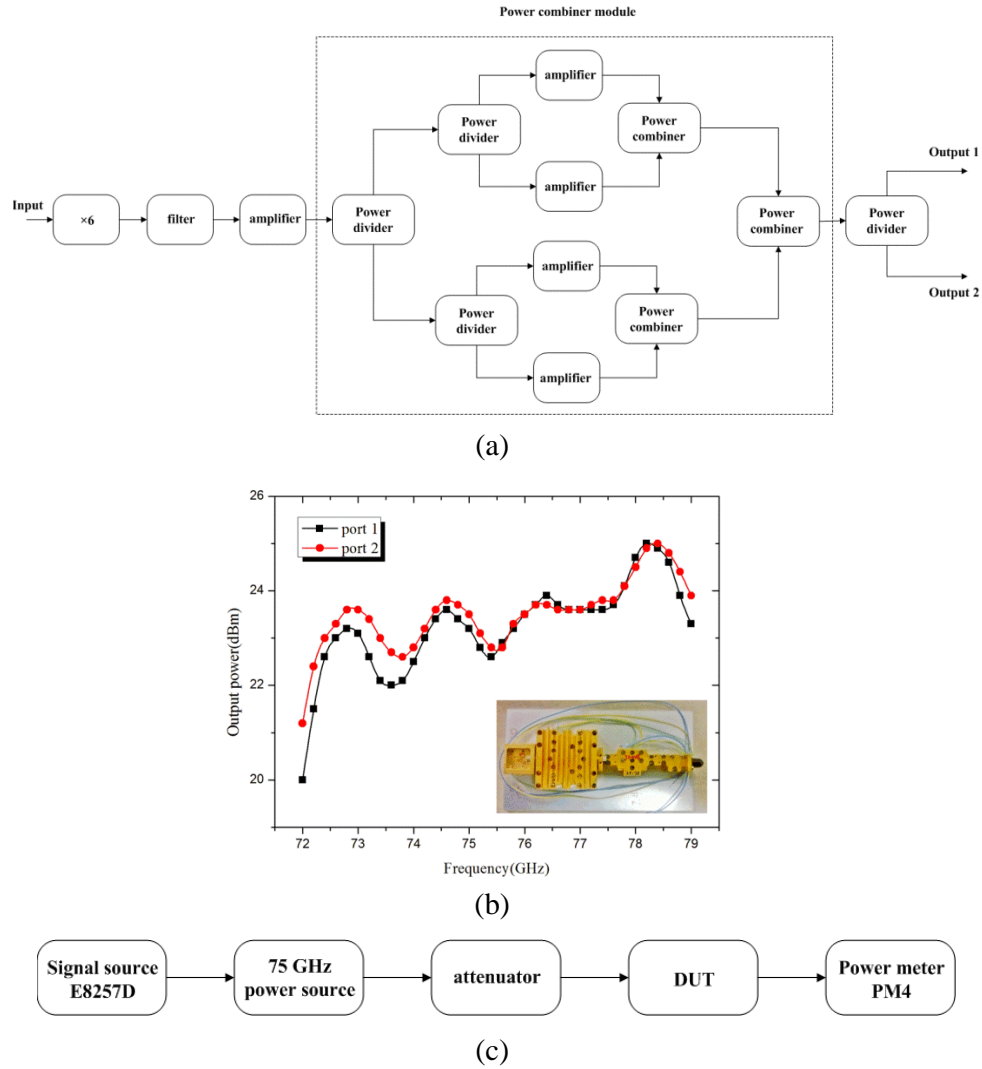 Power combiner module
amplifier
Power
divider
Power
combiner
amplifier
Output 1
Input
×6
filter
amplifier
Power
divider
Power
combiner
Power
divider
amplifier
Output 2
Power
divider
Power
combiner
amplifier
(a)
26
24
22
20
Output power(dBm)
port 1
port 2
72 73 74 75 76 77 78 79
Frequency(GHz)
(b)
Signal source
E8257D
75 GHz
power source
attenuator
DUT
Power meter
PM4
(c)